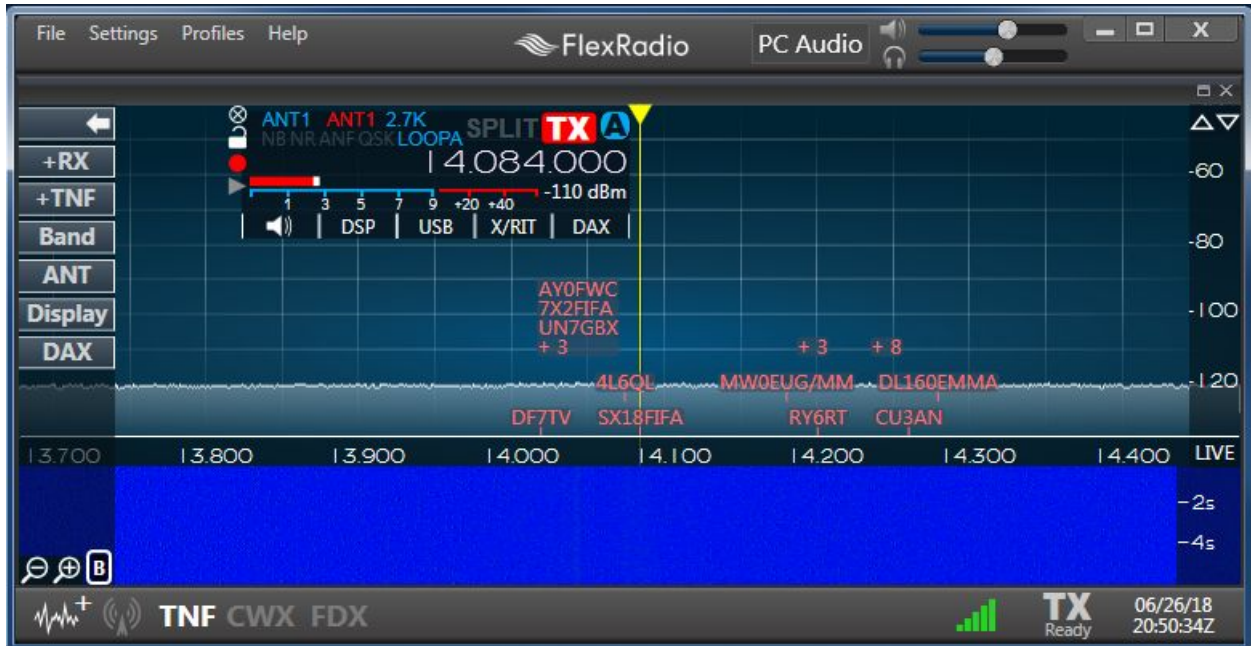 File Settings Profiles Help
FlexRadio
PC Audio
X
ANT1 ANT1 2.7K
NB NR ANF QSK LOOPA SPLIT TX A
14.084.000
-110 dBm
1 3 5 7 9 +20 +40
DSP USB X/RIT DAX
+RX
+TNF
Band
ANT
Display
DAX
-60
-80
-100
-120
AY0FWC
7X2FIFA
UN7GBX
+ 3
+ 3
+ 8
4L6QL
MW0EUG/MM
DL160EMMA
DF7TV
SX18FIFA
RY6RT
CU3AN
13.700 13.800 13.900 14.000 14.100 14.200 14.300 14.400 LIVE
-2s
-4s
B
TNF CWX FDX
TX
Ready
06/26/18
20:50:34Z